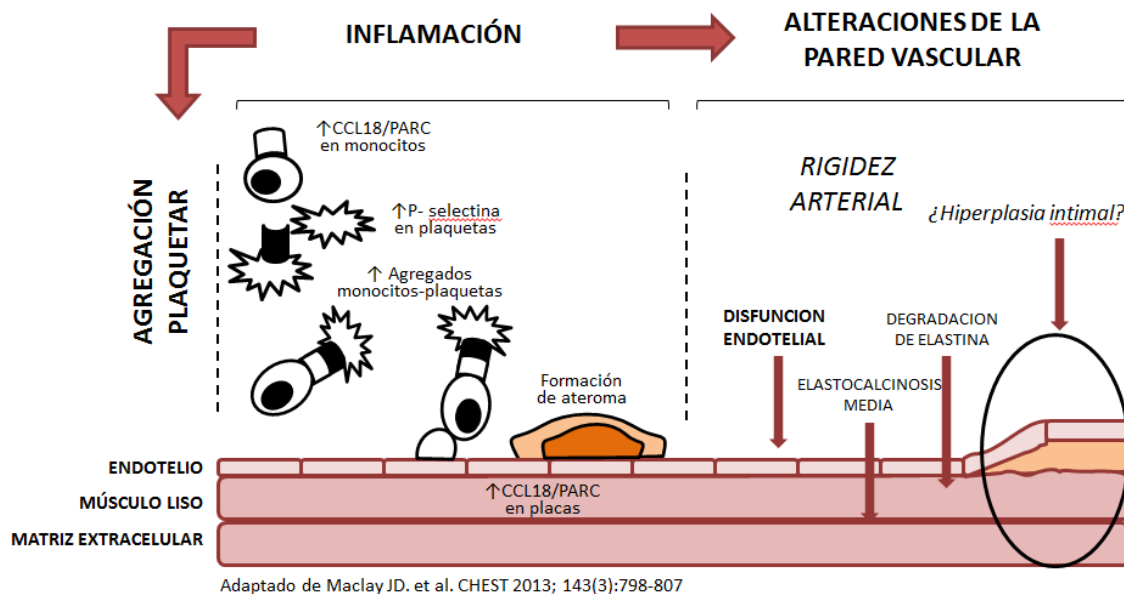 INFLAMACIÓN
ALTERACIONES DE LA
PARED VASCULAR
AGREGACIÓN
PLAQUETAR
↑CCL18/PARC
en monocitos
↑P- selectina
en plaquetas
↑ Agregados
monocitos-plaquetas
Formación
de ateroma
RIGIDEZ
ARTERIAL
¿Hiperplasia intimal?
DISFUNCION
ENDOTELIAL
DEGRADACION
DE ELASTINA
ELASTOCALCINOSIS
MEDIA
ENDOTELIO
MÚSCULO LISO
↑CCL18/PARC
en placas
MATRIZ EXTRACELULAR
Adaptado de Maclay JD. et al. CHEST 2013; 143(3):798-807